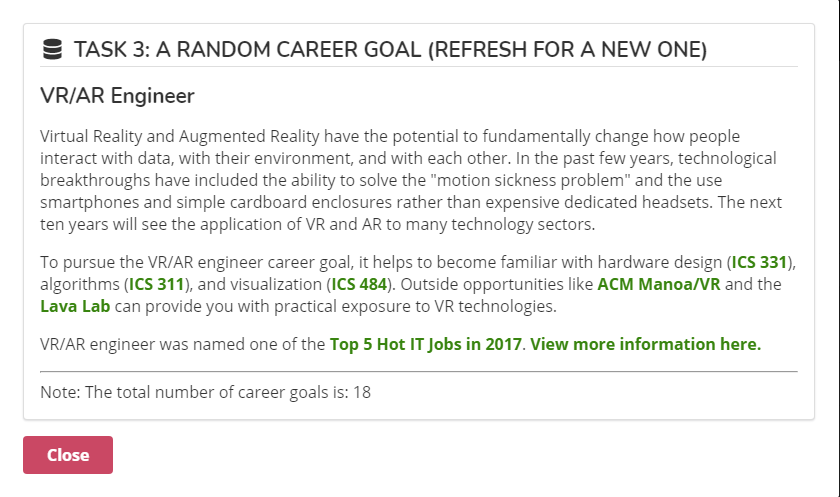 TASK 3: A RANDOM CAREER GOAL (REFRESH FOR A NEW ONE)
VR/AR Engineer
Virtual Reality and Augmented Reality have the potential to fundamentally change how people
interact with data, with their environment, and with each other. In the past few years, technological
breakthroughs have included the ability to solve the "motion sickness problem" and the use
smartphones and simple cardboard enclosures rather than expensive dedicated headsets. The next
ten years will see the application of VR and AR to many technology sectors.
To pursue the VR/AR engineer career goal, it helps to become familiar with hardware design (ICS 331),
algorithms (ICS 311), and visualization (ICS 484). Outside opportunities like ACM Manoa/VR and the
Lava Lab can provide you with practical exposure to VR technologies.
VR/AR engineer was named one of the Top 5 Hot IT Jobs in 2017. View more information here.
Note: The total number of career goals is: 18
Close